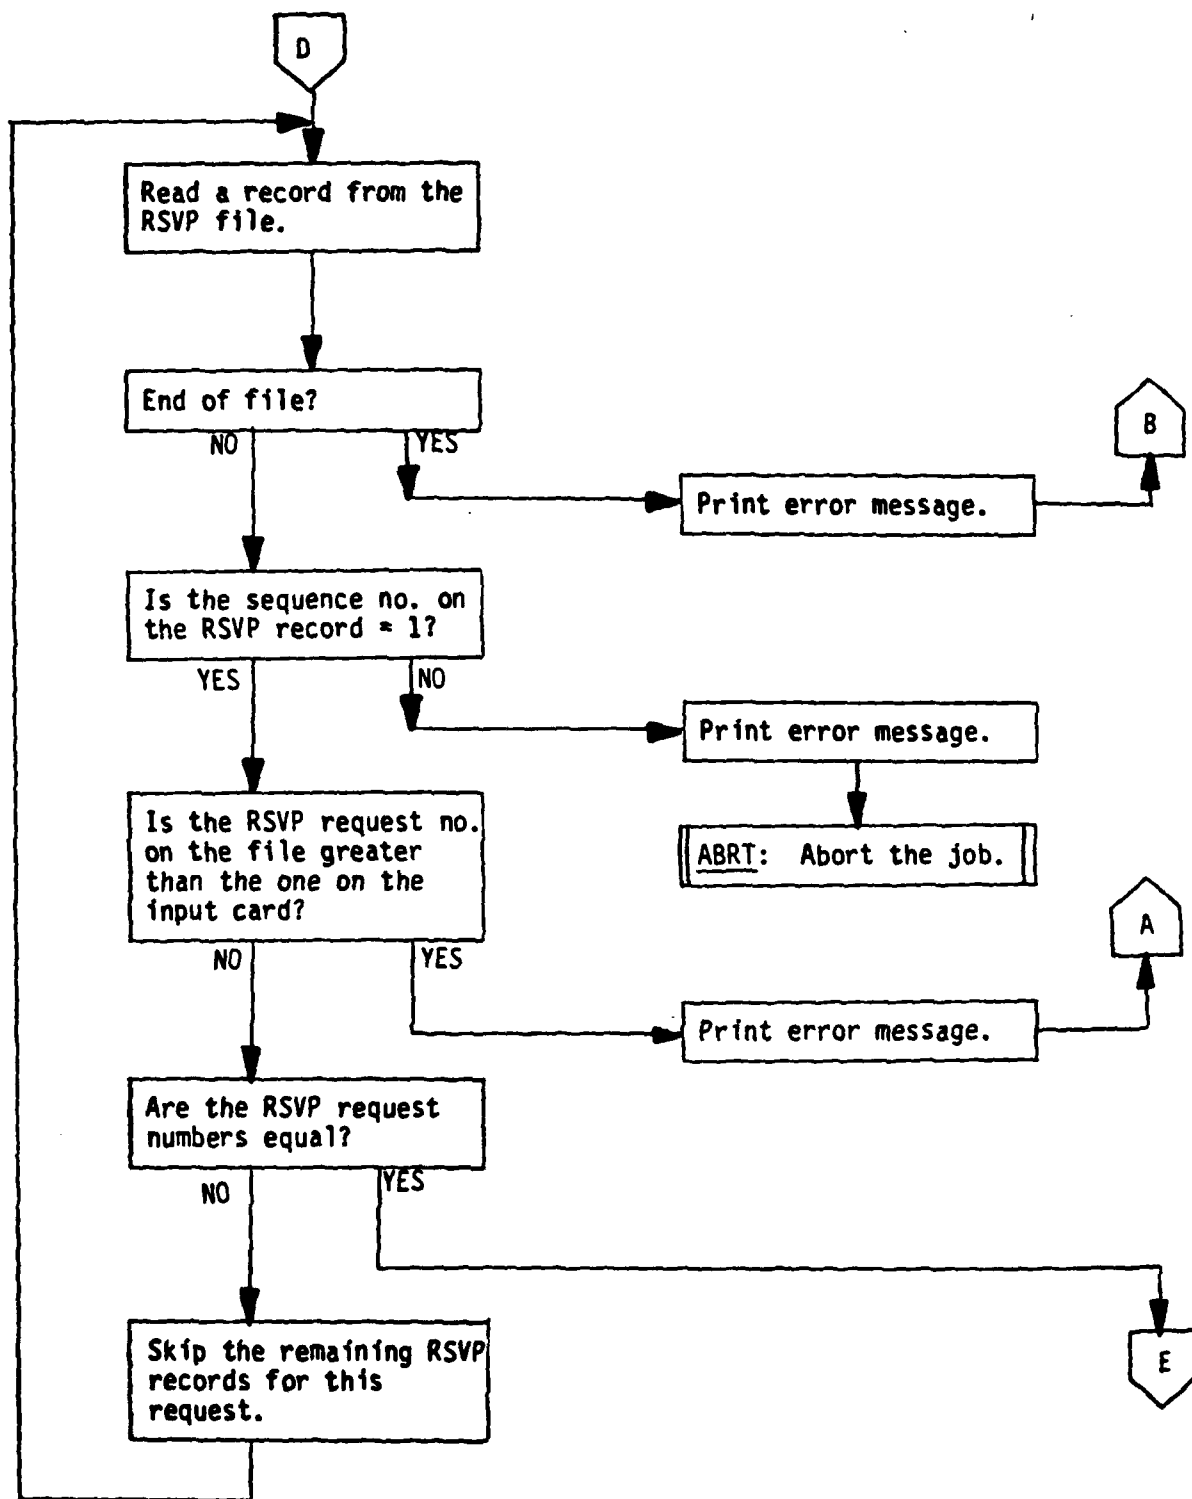 D
Read a record from the
RSVP file.
End of file?
NO
YES
B
Print error message.
Is the sequence no. on
the RSVP record = 1?
YES
NO
Print error message.
Is the RSVP request no.
on the file greater
than the one on the
input card?
ABRT: Abort the job.
A
NO
YES
Print error message.
Are the RSVP request
numbers equal?
NO
YES
Skip the remaining RSVP
records for this
request.
E